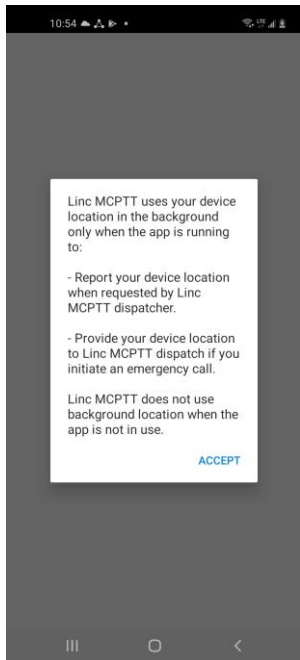 10:54
Linc MCPTT uses your device
location in the background
only when the app is running
to:
- Report your device location
when requested by Linc
MCPTT dispatcher.
- Provide your device location
to Linc MCPTT dispatch if you
initiate an emergency call.
Linc MCPTT does not use
background location when the
app is not in use.
ACCEPT